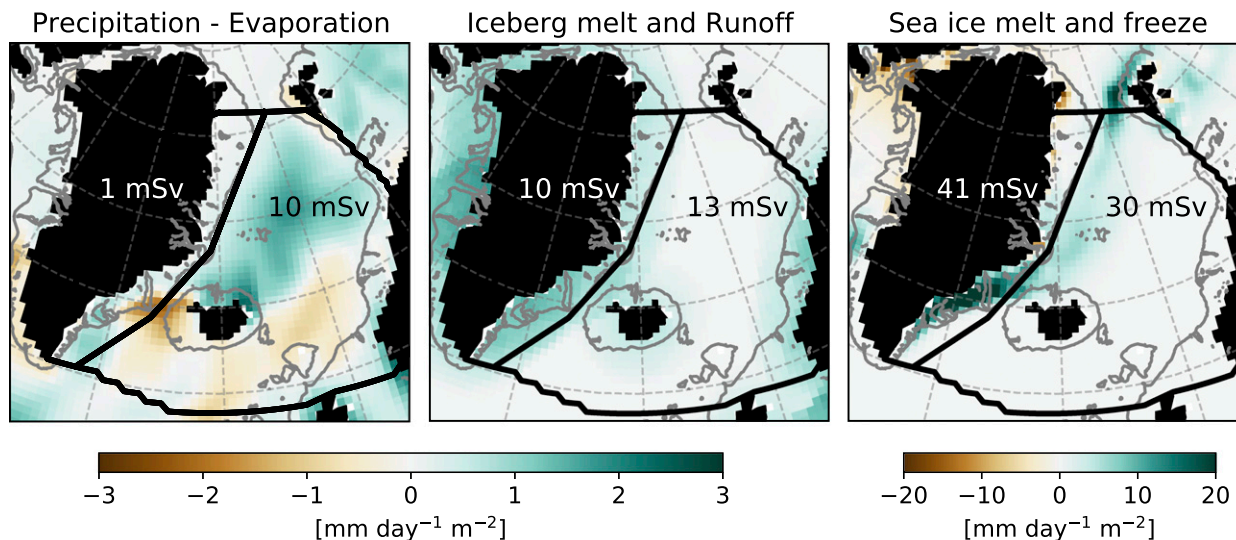 Precipitation - Evaporation
Iceberg melt and Runoff
Sea ice melt and freeze
1 mSv
10 mSv
10 mSv
13 mSv
41 mSv
30 mSv
−3 −2 −1 0 1 2 3
[mm day⁻¹ m⁻²]
−20 −10 0 10 20
[mm day⁻¹ m⁻²]